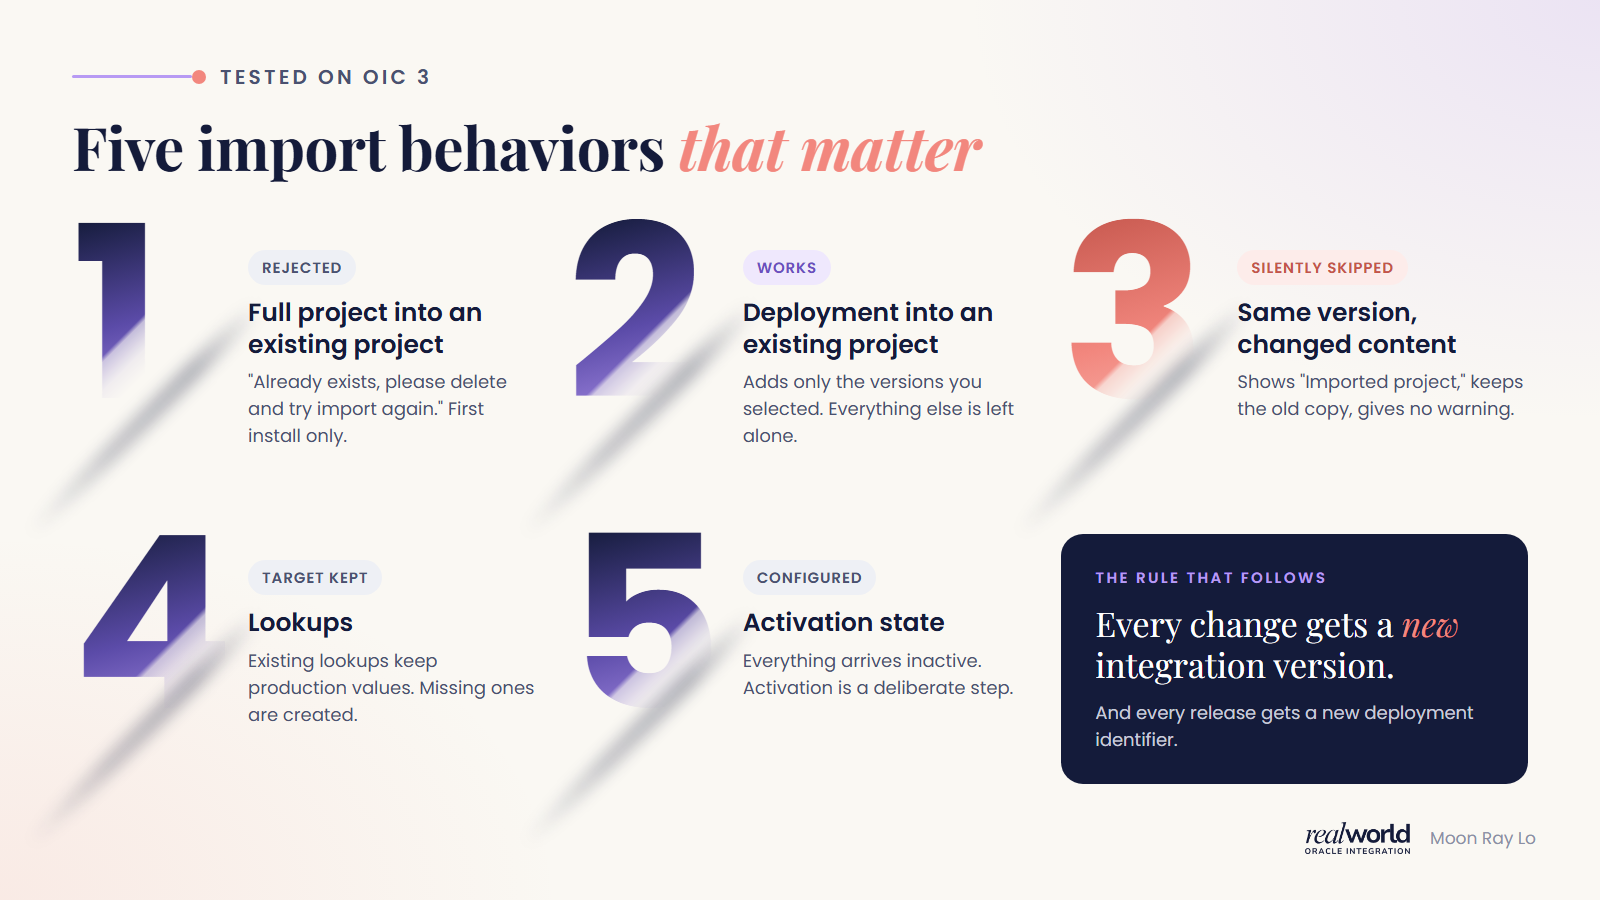 TESTED ON OIC 3
Five import behaviors that matter
1
REJECTED
Full project into an
existing project
"Already exists, please delete
and try import again." First
install only.
2
WORKS
Deployment into an
existing project
Adds only the versions you
selected. Everything else is left
alone.
3
SILENTLY SKIPPED
Same version,
changed content
Shows "Imported project," keeps
the old copy, gives no warning.
4
TARGET KEPT
Lookups
Existing lookups keep
production values. Missing ones
are created.
5
CONFIGURED
Activation state
Everything arrives inactive.
Activation is a deliberate step.
THE RULE THAT FOLLOWS
Every change gets a new
integration version.
And every release gets a new deployment
identifier.
realworld
ORACLE INTEGRATION
Moon Ray Lo